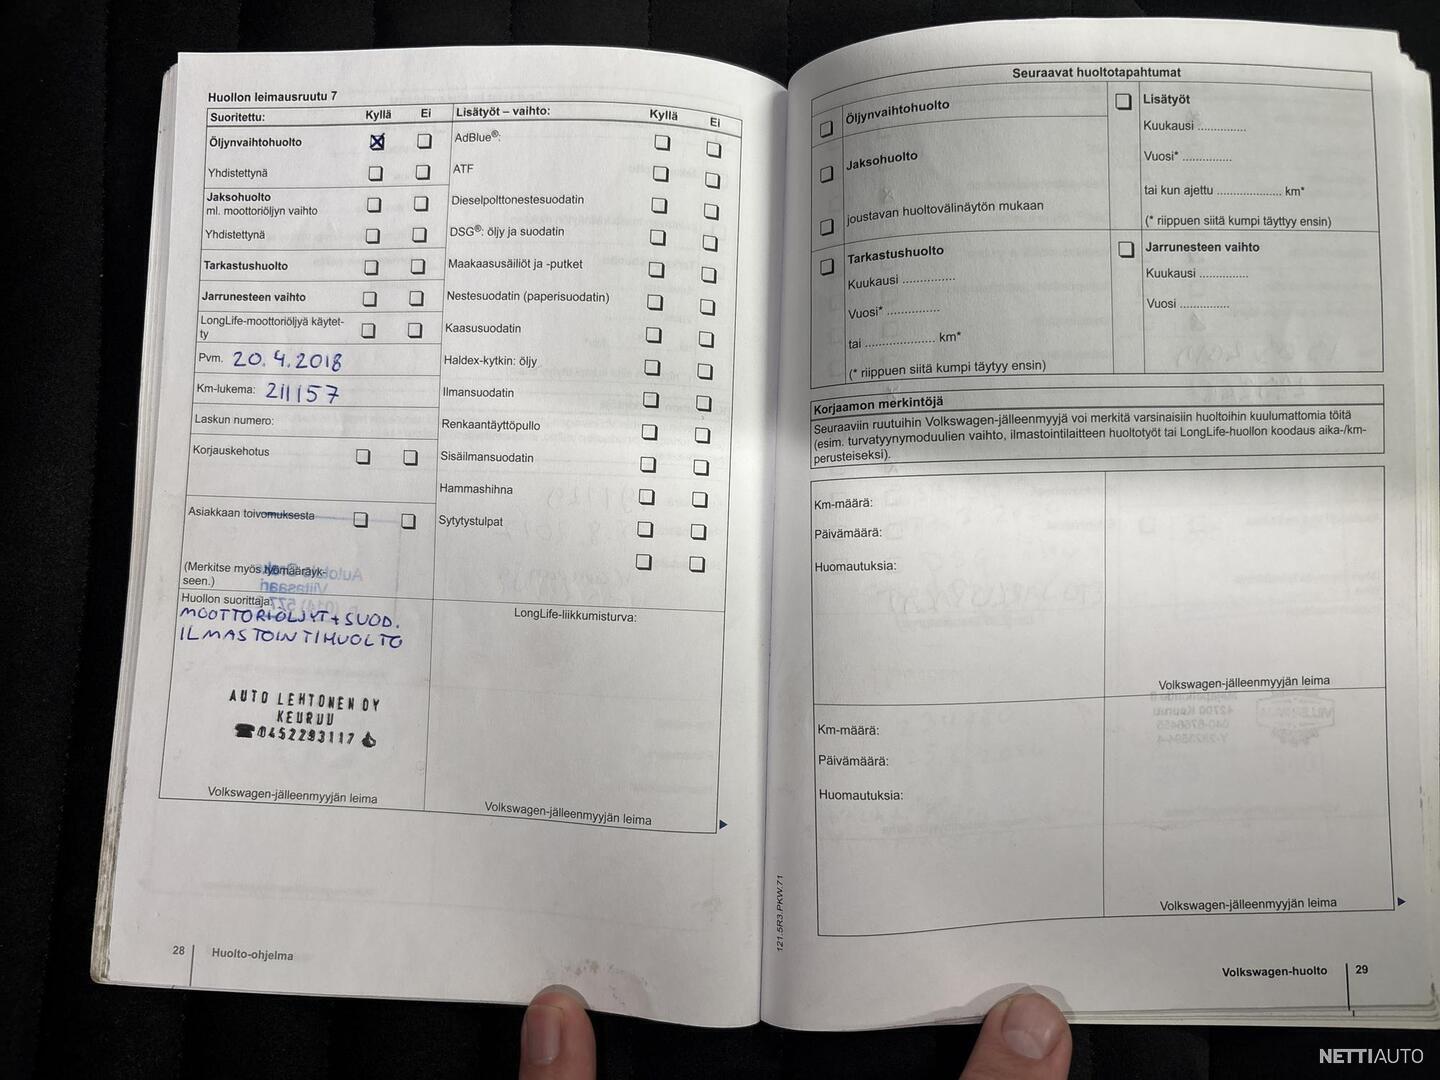 Huollon leimausruutu 7
Suoritettu: Kyllä Ei
Öljynvaihtohuolto
Yhdistettynä
Jaksohuolto
ml. moottoriöljyn vaihto
Yhdistettynä
Tarkastushuolto
Jarrunesteen vaihto
LongLife-moottoriöljyä käytet-
ty
Pvm. 20.4.2018
Km-lukema: 211157
Laskun numero:
Korjauskehotus
Asiakkaan toivomuksesta
(Merkitse myös työmääräyk-
seen.)
Huollon suorittaja:
MOOTTORIÖLJYT+SUOD.
ILMASTOINTIHUOLTO
AUTO LEHTONEN OY
KEURUU
☎0452293117
Volkswagen-jälleenmyyjän leima
Lisätyöt – vaihto: Kyllä Ei
AdBlue®:
ATF
Dieselpolttonestesuodatin
DSG®: öljy ja suodatin
Maakaasusäiliöt ja -putket
Nestesuodatin (paperisuodatin)
Kaasusuodatin
Haldex-kytkin: öljy
Ilmansuodatin
Renkaantäyttöpullo
Sisäilmansuodatin
Hammashihna
Sytytystulpat
LongLife-liikkumisturva:
Volkswagen-jälleenmyyjän leima
28 Huolto-ohjelma
121.5R3.PKW.71
Seuraavat huoltotapahtumat
Öljynvaihtohuolto
Jaksohuolto
joustavan huoltovälinäytön mukaan
Tarkastushuolto
Kuukausi ...............
Vuosi* ...............
tai .................... km*
(* riippuen siitä kumpi täytyy ensin)
Lisätyöt
Kuukausi ..............
Vuosi* ..............
tai kun ajettu .................. km*
(* riippuen siitä kumpi täyttyy ensin)
Jarrunesteen vaihto
Kuukausi ..............
Vuosi ..............
Korjaamon merkintöjä
Seuraaviin ruutuihin Volkswagen-jälleenmyyjä voi merkitä varsinaisiin huoltoihin kuulumattomia töitä
(esim. turvatyynymoduulien vaihto, ilmastointilaitteen huoltotyöt tai LongLife-huollon koodaus aika-/km-
perusteiseksi).
Km-määrä:
Päivämäärä:
Huomautuksia:
Volkswagen-jälleenmyyjän leima
Km-määrä:
Päivämäärä:
Huomautuksia:
Volkswagen-jälleenmyyjän leima
Volkswagen-huolto 29
NETTIAUTO